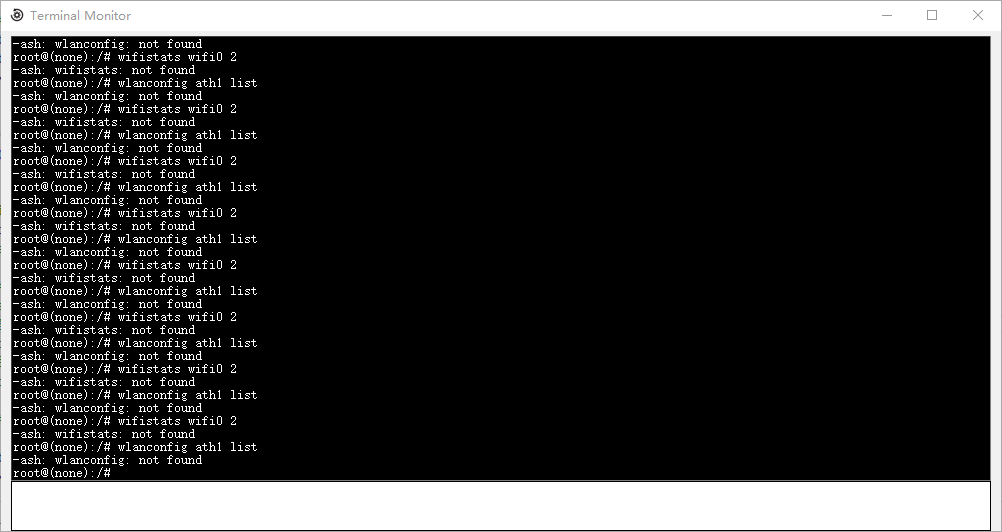 Terminal Monitor
-ash: wlanconfig: not found
root@(none):/# wifistats wifi0 2
-ash: wifistats: not found
root@(none):/# wlanconfig ath1 list
-ash: wlanconfig: not found
root@(none):/# wifistats wifi0 2
-ash: wifistats: not found
root@(none):/# wlanconfig ath1 list
-ash: wlanconfig: not found
root@(none):/# wifistats wifi0 2
-ash: wifistats: not found
root@(none):/# wlanconfig ath1 list
-ash: wlanconfig: not found
root@(none):/# wifistats wifi0 2
-ash: wifistats: not found
root@(none):/# wlanconfig ath1 list
-ash: wlanconfig: not found
root@(none):/# wifistats wifi0 2
-ash: wifistats: not found
root@(none):/# wlanconfig ath1 list
-ash: wlanconfig: not found
root@(none):/# wifistats wifi0 2
-ash: wifistats: not found
root@(none):/# wlanconfig ath1 list
-ash: wlanconfig: not found
root@(none):/# wifistats wifi0 2
-ash: wifistats: not found
root@(none):/# wlanconfig ath1 list
-ash: wlanconfig: not found
root@(none):/# wifistats wifi0 2
-ash: wifistats: not found
root@(none):/# wlanconfig ath1 list
-ash: wlanconfig: not found
root@(none):/#